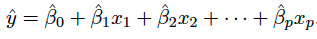 ŷ = β̂₀ + β̂₁x₁ + β̂₂x₂ + ⋯ + β̂ₚxₚ.